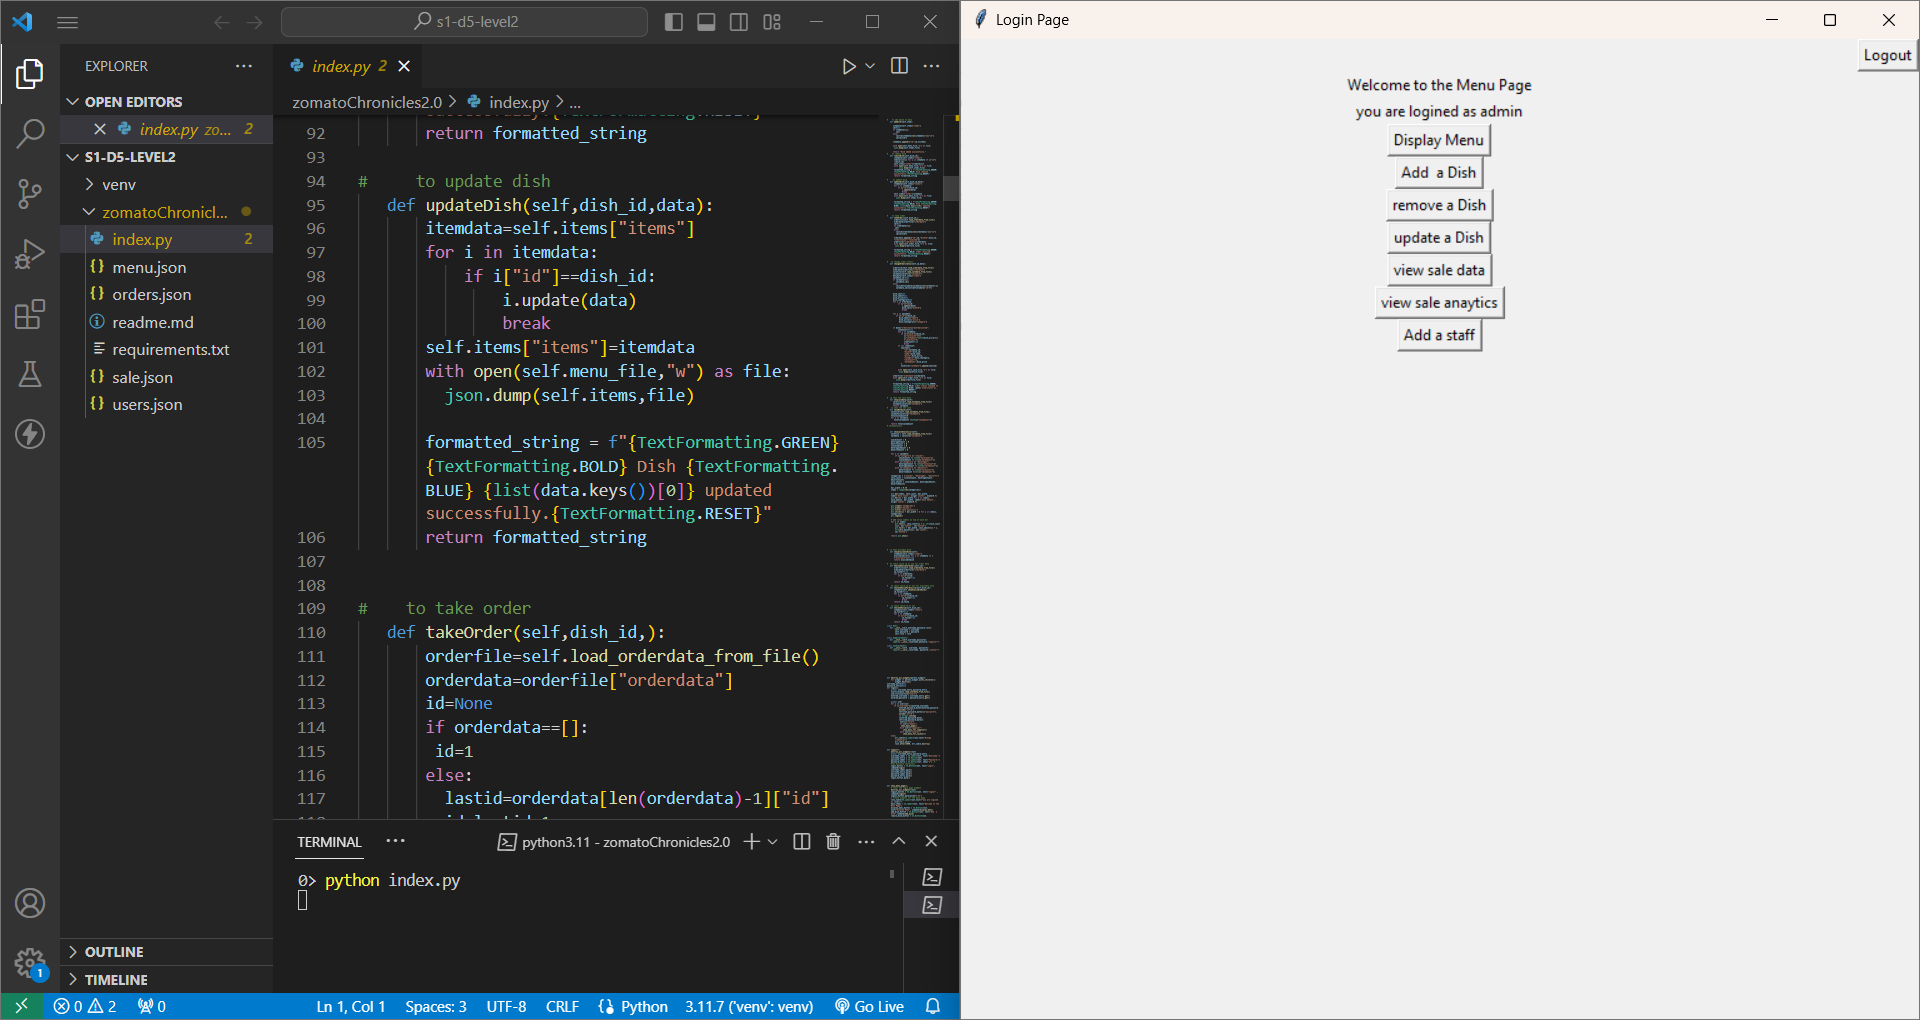 s1-d5-level2
EXPLORER
OPEN EDITORS
index.py zo... 2
S1-D5-LEVEL2
venv
zomatoChronicl...
index.py 2
menu.json
orders.json
readme.md
requirements.txt
sale.json
users.json
OUTLINE
TIMELINE
index.py 2
zomatoChronicles2.0 > index.py > ...
92 return formatted_string
93
94 # to update dish
95 def updateDish(self,dish_id,data):
96 itemdata=self.items["items"]
97 for i in itemdata:
98 if i["id"]==dish_id:
99 i.update(data)
100 break
101 self.items["items"]=itemdata
102 with open(self.menu_file,"w") as file:
103 json.dump(self.items,file)
104
105 formatted_string = f"{TextFormatting.GREEN}
{TextFormatting.BOLD} Dish {TextFormatting.
BLUE} {list(data.keys())[0]} updated
successfully.{TextFormatting.RESET}"
106 return formatted_string
107
108
109 # to take order
110 def takeOrder(self,dish_id,):
111 orderfile=self.load_orderdata_from_file()
112 orderdata=orderfile["orderdata"]
113 id=None
114 if orderdata==[]:
115 id=1
116 else:
117 lastid=orderdata[len(orderdata)-1]["id"]
TERMINAL
python3.11 - zomatoChronicles2.0
0> python index.py
1
0 2 0
Ln 1, Col 1 Spaces: 3 UTF-8 CRLF Python 3.11.7 ('venv': venv) Go Live
Login Page
Logout
Welcome to the Menu Page
you are logined as admin
Display Menu
Add a Dish
remove a Dish
update a Dish
view sale data
view sale anaytics
Add a staff